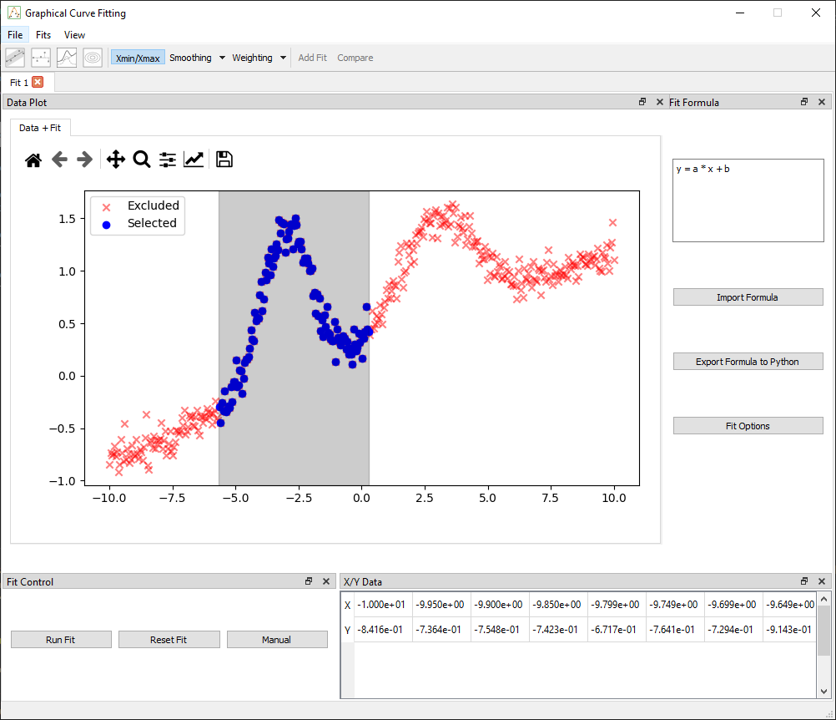 Graphical Curve Fitting
File Fits View
Xmin/Xmax Smoothing Weighting Add Fit Compare
Fit 1
Data Plot
Fit Formula
Data + Fit
Excluded
Selected
1.5
1.0
0.5
0.0
−0.5
−1.0
−10.0 −7.5 −5.0 −2.5 0.0 2.5 5.0 7.5 10.0
y = a * x + b
Import Formula
Export Formula to Python
Fit Options
Fit Control
Run Fit Reset Fit Manual
X/Y Data
X -1.000e+01 -9.950e+00 -9.900e+00 -9.850e+00 -9.799e+00 -9.749e+00 -9.699e+00 -9.649e+00
Y -8.416e-01 -7.364e-01 -7.548e-01 -7.423e-01 -6.717e-01 -7.641e-01 -7.294e-01 -9.143e-01